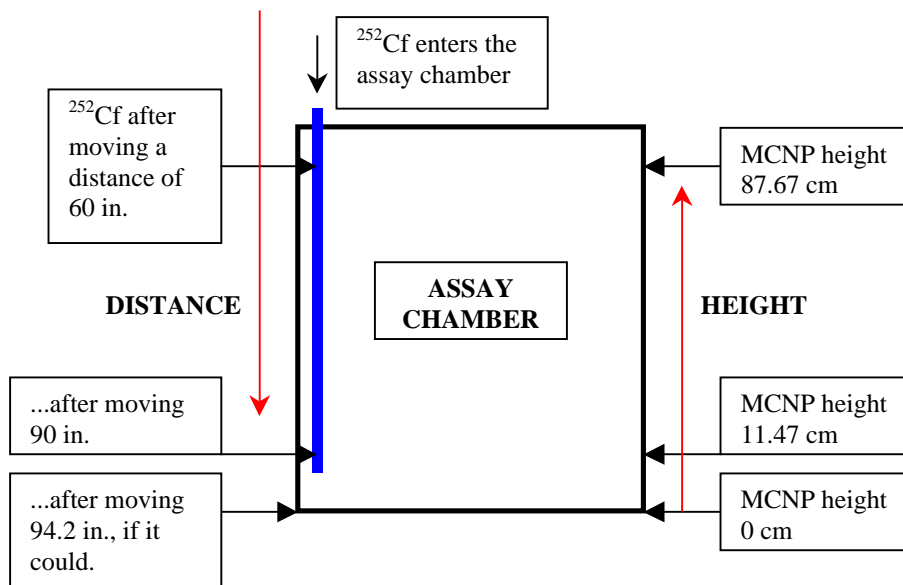 ²⁵²Cf enters the
assay chamber
²⁵²Cf after
moving a
distance of
60 in.
MCNP height
87.67 cm
DISTANCE
ASSAY
CHAMBER
HEIGHT
...after moving
90 in.
MCNP height
11.47 cm
...after moving
94.2 in., if it
could.
MCNP height
0 cm